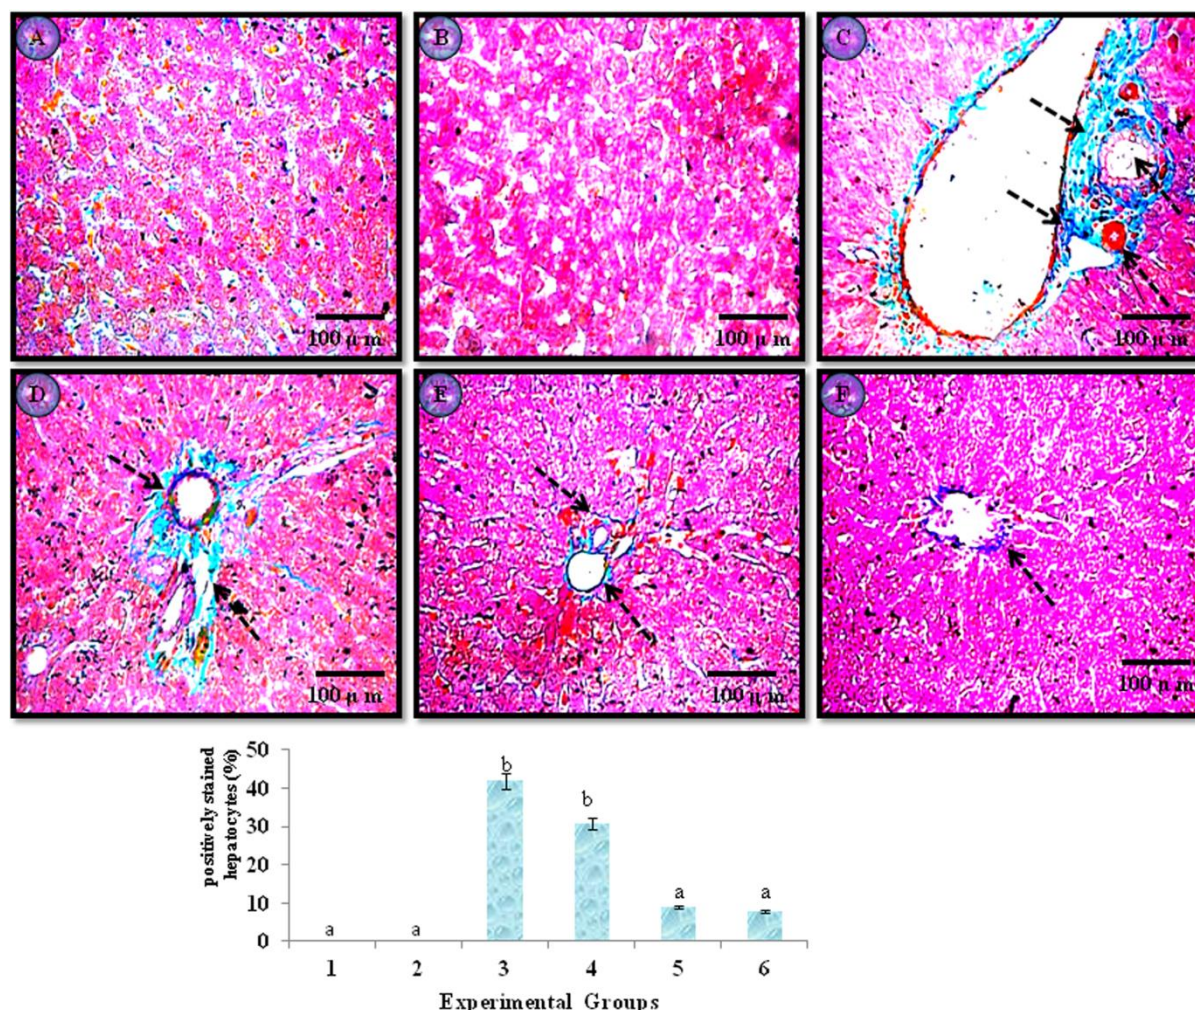 A
B
C
100 µ m
100 µ m
100 µ m
D
E
F
100 µ m
100 µ m
100 µ m
positively stained
hepatocytes (%)
50
40
30
20
10
0
a
a
b
b
a
a
1
2
3
4
5
6
Experimental Groups